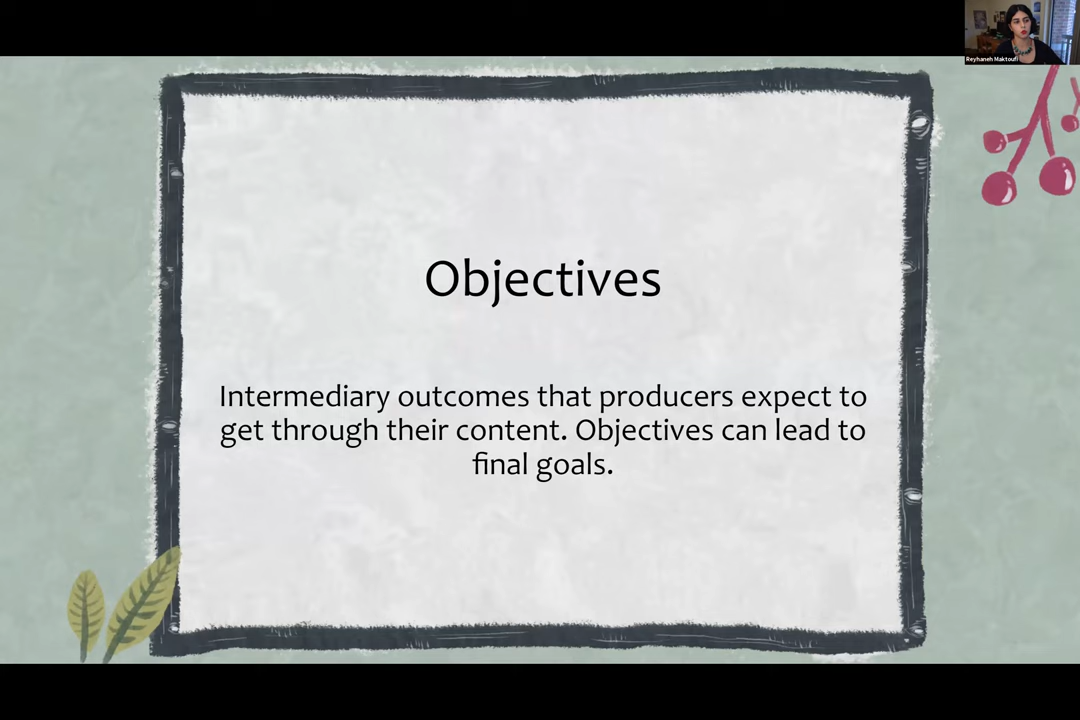 Reyhaneh Maktoufi
Objectives
Intermediary outcomes that producers expect to
get through their content. Objectives can lead to
final goals.